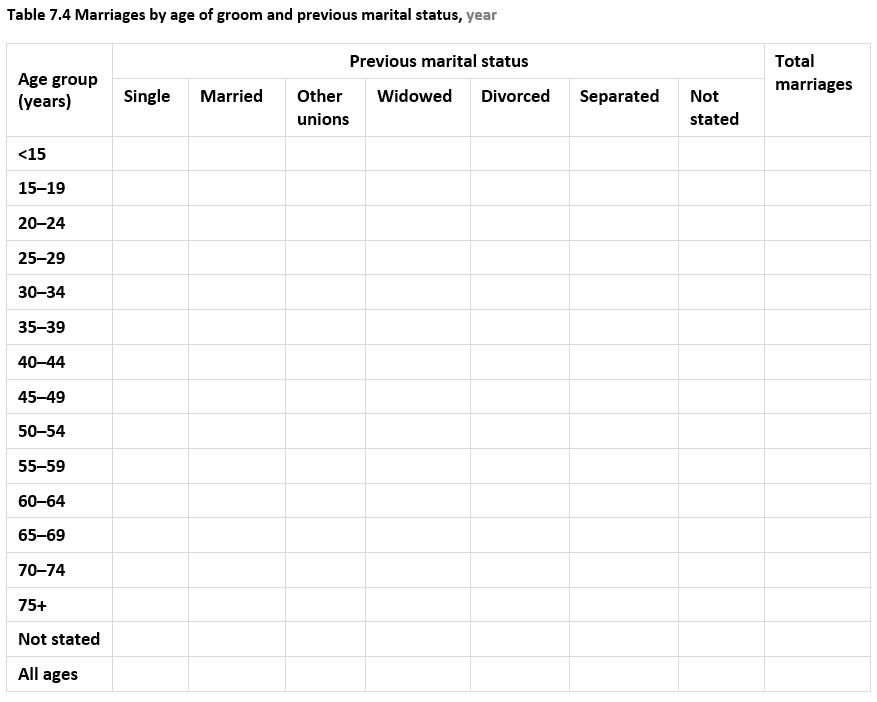 Table 7.4 Marriages by age of groom and previous marital status, year
Age group
(years)
Previous marital status
Total
marriages
Single
Married
Other
unions
Widowed
Divorced
Separated
Not
stated
<15
15–19
20–24
25–29
30–34
35–39
40–44
45–49
50–54
55–59
60–64
65–69
70–74
75+
Not stated
All ages